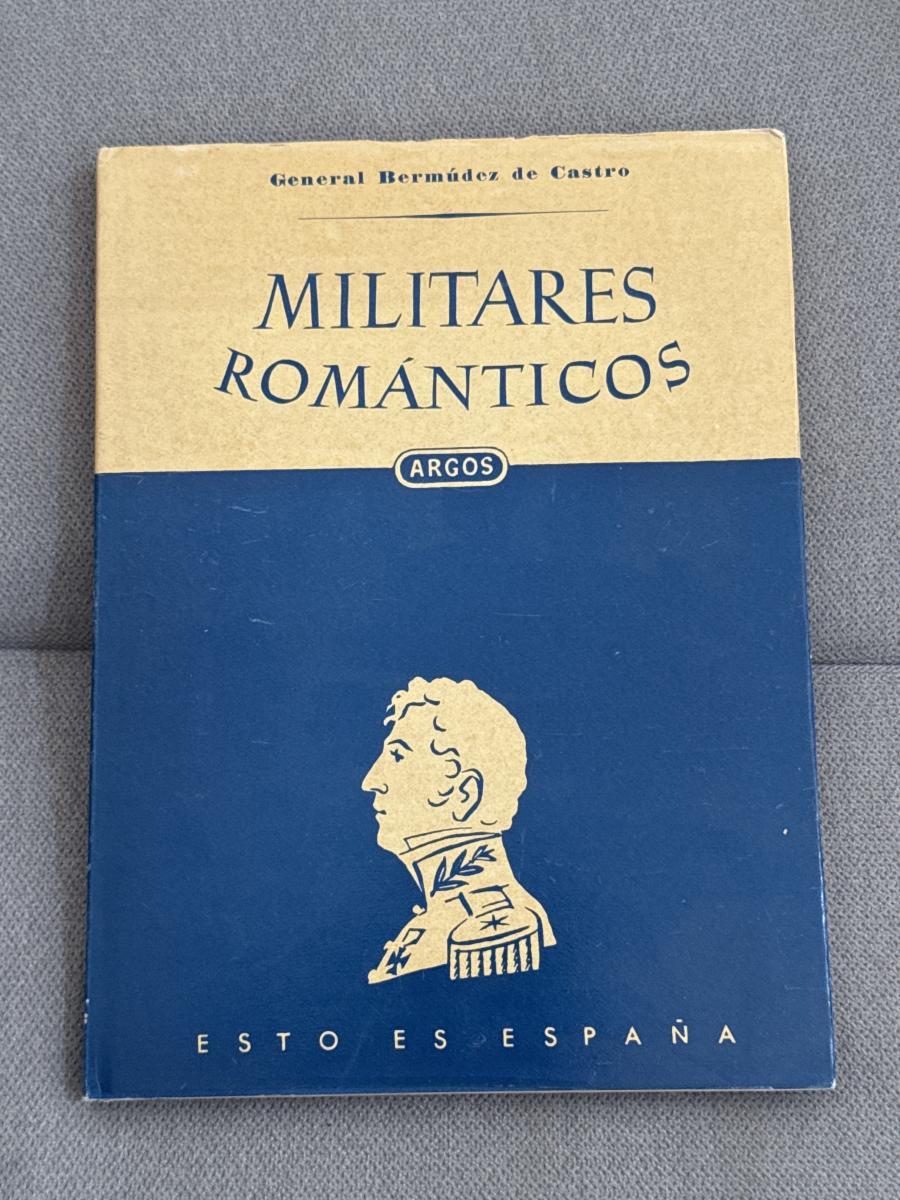 General Bermúdez de Castro
MILITARES
ROMÁNTICOS
ARGOS
ESTO ES ESPAÑA